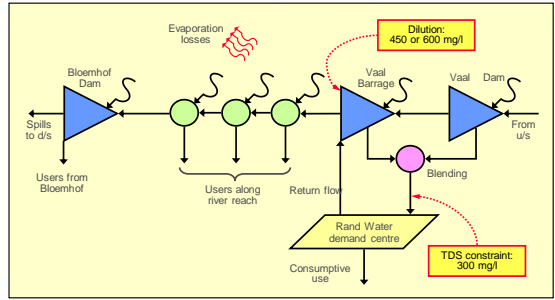 Evaporation
losses
Dilution:
450 or 600 mg/l
Bloemhof
Dam
Vaal
Barrage
Vaal Dam
Spills
to d/s
From
u/s
Users from
Bloemhof
Users along
river reach
Return flow
Blending
Rand Water
demand centre
TDS constraint:
300 mg/l
Consumptive
use